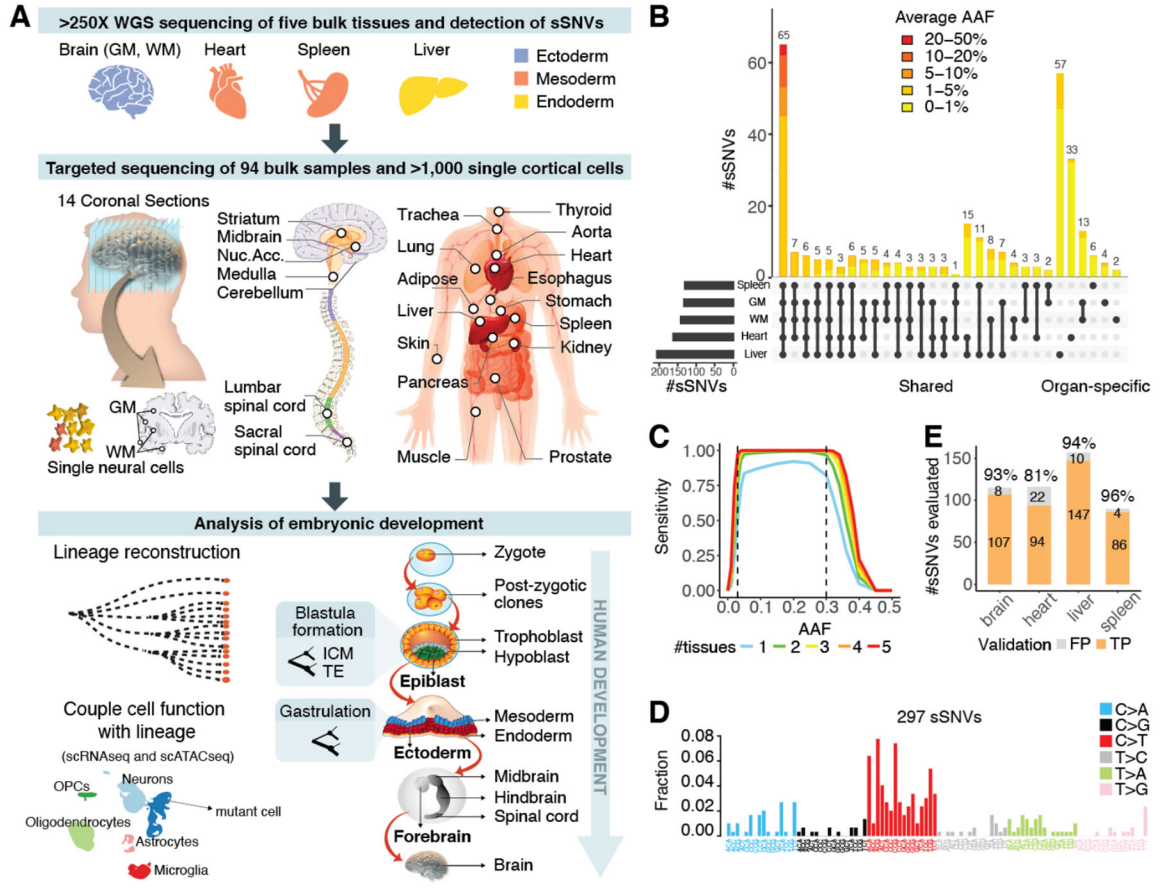 A
>250X WGS sequencing of five bulk tissues and detection of sSNVs
Brain (GM, WM)
Heart
Spleen
Liver
Ectoderm
Mesoderm
Endoderm
Targeted sequencing of 94 bulk samples and >1,000 single cortical cells
14 Coronal Sections
Striatum
Midbrain
Nuc.Acc.
Medulla
Cerebellum
Lumbar
spinal cord
Sacral
spinal cord
GM
WM
Single neural cells
Trachea
Lung
Adipose
Liver
Skin
Pancreas
Muscle
Thyroid
Aorta
Heart
Esophagus
Stomach
Spleen
Kidney
Prostate
Analysis of embryonic development
Lineage reconstruction
Couple cell function
with lineage
(scRNAseq and scATACseq)
OPCs
Neurons
mutant cell
Oligodendrocytes
Astrocytes
Microglia
Blastula
formation
ICM
TE
Gastrulation
Zygote
Post-zygotic
clones
Trophoblast
Hypoblast
Epiblast
Mesoderm
Endoderm
Ectoderm
Midbrain
Hindbrain
Spinal cord
Forebrain
Brain
HUMAN DEVELOPMENT
B
Average AAF
20–50%
10–20%
5–10%
1–5%
0–1%
#sSNVs
60
40
20
0
65 7 6 5 5 3 6 5 5 4 4 3 3 3 3 1 15 11 8 7 4 3 3 2 57 33 13 6 4 2
Spleen
GM
WM
Heart
Liver
200 150 100 50 0
#sSNVs
Shared
Organ-specific
C
Sensitivity
1.00
0.75
0.50
0.25
0.00
0.0 0.1 0.2 0.3 0.4 0.5
AAF
#tissues 1 2 3 4 5
E
#sSNVs evaluated
150
100
50
0
93% 81% 94% 96%
8 22 10 4
107 94 147 86
brain heart liver spleen
Validation FP TP
D
297 sSNVs
Fraction
0.08
0.06
0.04
0.02
0.00
C>A
C>G
C>T
T>C
T>A
T>G